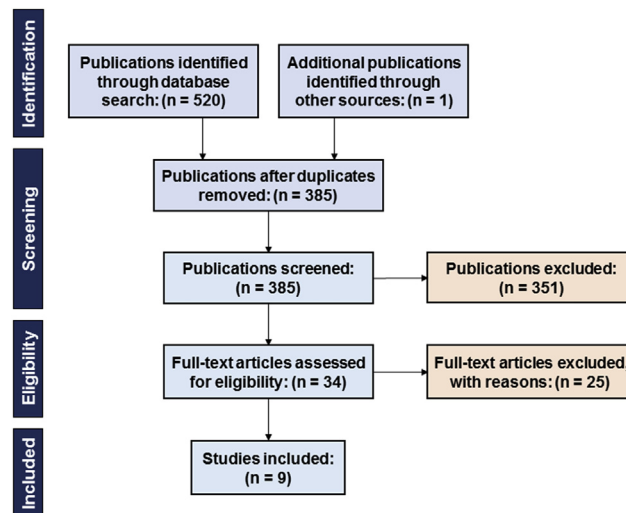 Identification
Publications identified
through database
search: (n = 520)
Additional publications
identified through
other sources: (n = 1)
Screening
Publications after duplicates
removed: (n = 385)
Publications screened:
(n = 385)
Publications excluded:
(n = 351)
Eligibility
Full-text articles assessed
for eligibility: (n = 34)
Full-text articles excluded,
with reasons: (n = 25)
Included
Studies included:
(n = 9)